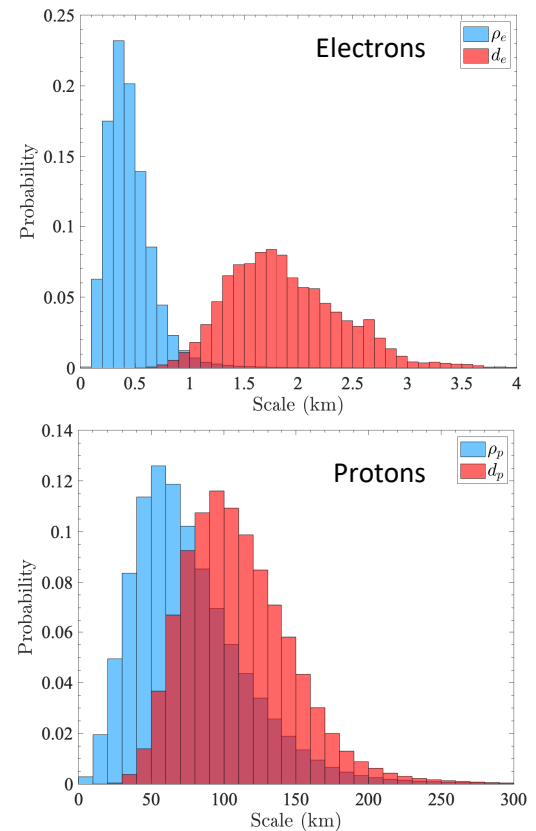 0.25
0.2
0.15
0.1
0.05
0
Probability
Electrons
ρₑ
dₑ
0 0.5 1 1.5 2 2.5 3 3.5 4
Scale (km)
0.14
0.12
0.1
0.08
0.06
0.04
0.02
0
Probability
Protons
ρₚ
dₚ
0 50 100 150 200 250 300
Scale (km)